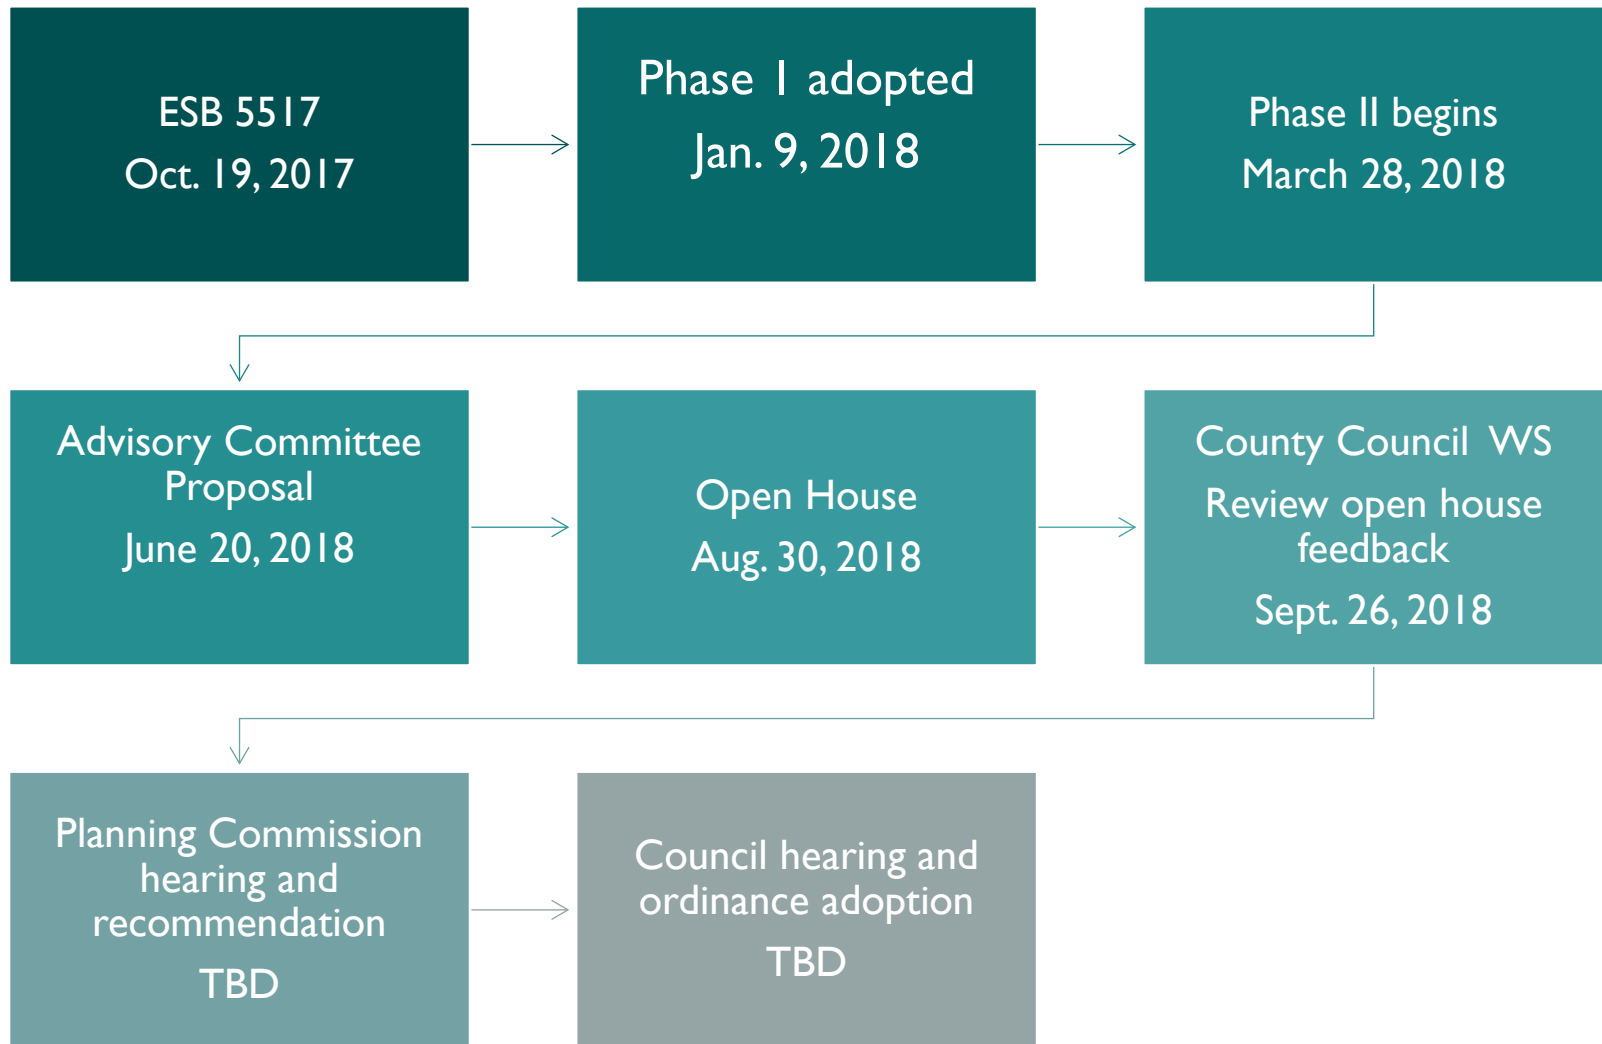 ESB 5517
Oct. 19, 2017
Phase 1 adopted
Jan. 9, 2018
Phase II begins
March 28, 2018
Advisory Committee
Proposal
June 20, 2018
Open House
Aug. 30, 2018
County Council WS
Review open house
feedback
Sept. 26, 2018
Planning Commission
hearing and
recommendation
TBD
Council hearing and
ordinance adoption
TBD